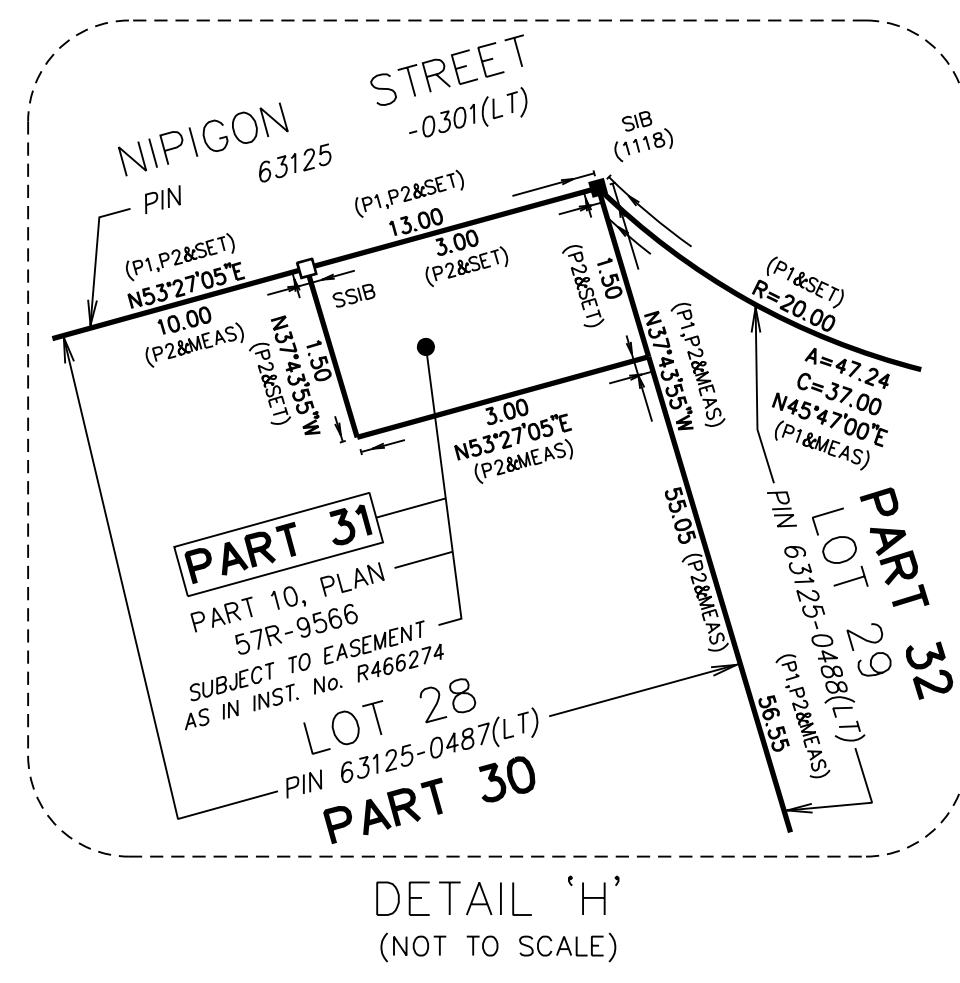 NIPIGON STREET
PIN 63125 -0301(LT)
SIB
(1118)
(P1,P2&SET)
13.00
3.00
(P2&SET)
(P1,P2&SET)
N53°27'05"E
10.00
(P2&MEAS)
SSIB
N37°43'55"W
(P2&SET)
1.50
1.50
(P2&SET)
N37°43'55"W
(P1,P2&MEAS)
3.00
N53°27'05"E
(P2&MEAS)
(P1&SET)
R=20.00
A=47.24
C=37.00
N45°47'00"E
(P1&MEAS)
55.05 (P2&MEAS)
56.55
(P1,P2&MEAS)
PIN 63125-0488(LT)
LOT 29
PART 32
PART 31
PART 10, PLAN
57R-9566
SUBJECT TO EASEMENT
AS IN INST. No. R466274
LOT 28
PIN 63125-0487(LT)
PART 30
DETAIL 'H'
(NOT TO SCALE)